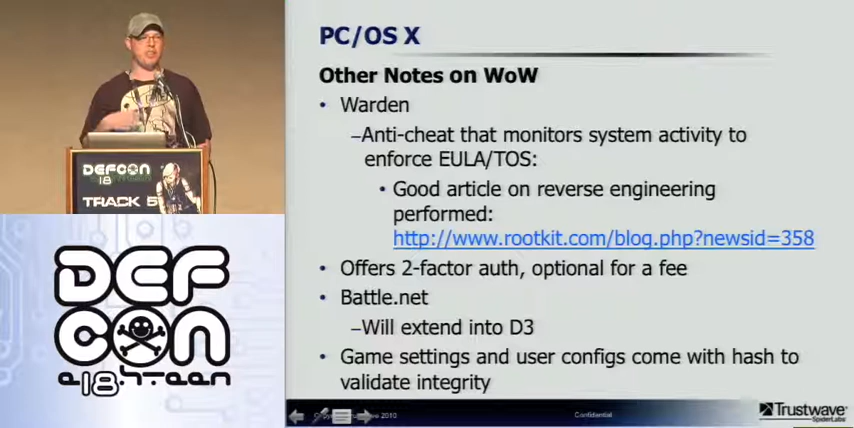 DEFCON
18
TRACK 5
DEF
CON
e18hteen
PC/OS X
Other Notes on WoW
• Warden
–Anti-cheat that monitors system activity to
enforce EULA/TOS:
• Good article on reverse engineering
performed:
http://www.rootkit.com/blog.php?newsid=358
• Offers 2-factor auth, optional for a fee
• Battle.net
–Will extend into D3
• Game settings and user configs come with hash to
validate integrity
2010
Confidential
Trustwave
SpiderLabs